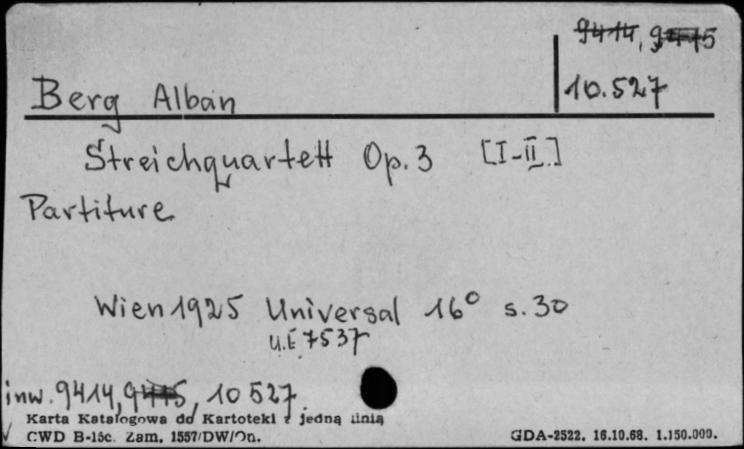 9414, 9415
10.527
Berg Alban
Streichquartett Op. 3 [I-II]
Partiture
Wien 1925 Universal 16° s. 30
U.E 7537
inw. 9414, 9415, 10 527.
Karta Katalogowa do Kartoteki z jedną linią
CWD B-iśc. Zam. 1557/DW/On. GDA-2522. 16.10.68. 1.150.000.